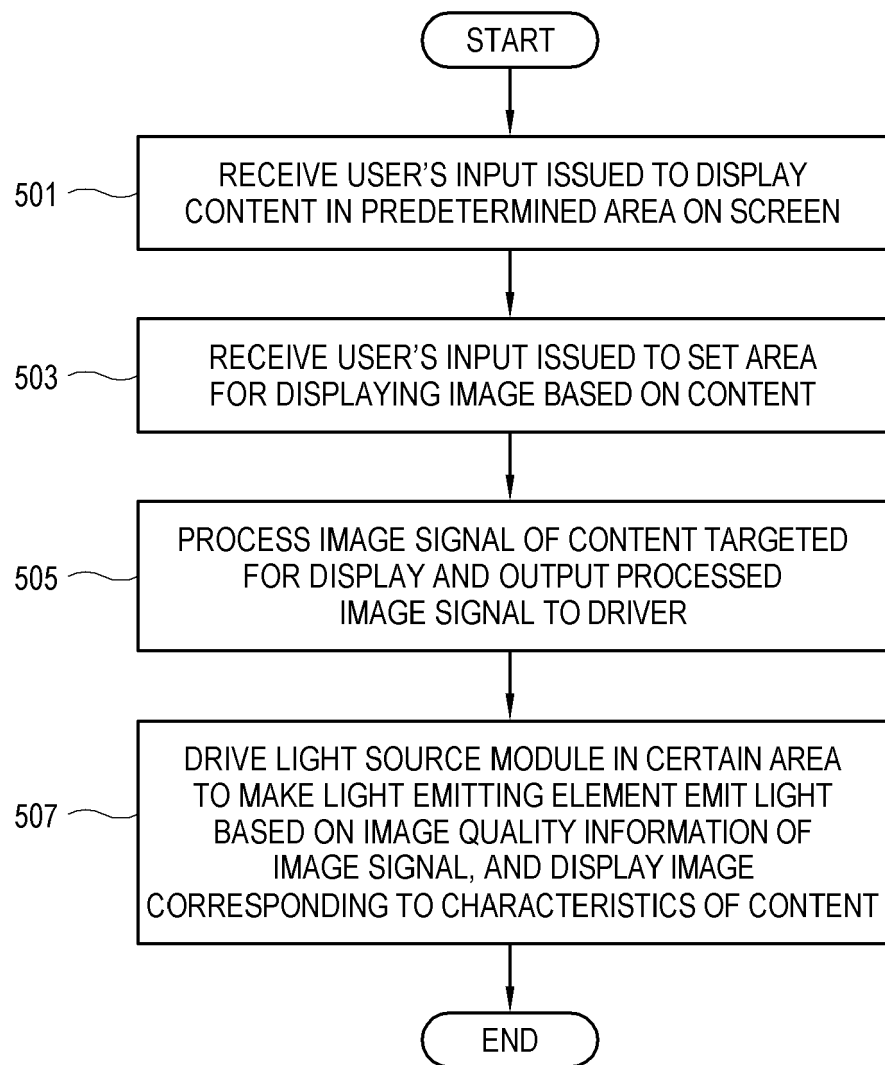 START
501
RECEIVE USER'S INPUT ISSUED TO DISPLAY
CONTENT IN PREDETERMINED AREA ON SCREEN
503
RECEIVE USER'S INPUT ISSUED TO SET AREA
FOR DISPLAYING IMAGE BASED ON CONTENT
505
PROCESS IMAGE SIGNAL OF CONTENT TARGETED
FOR DISPLAY AND OUTPUT PROCESSED
IMAGE SIGNAL TO DRIVER
507
DRIVE LIGHT SOURCE MODULE IN CERTAIN AREA
TO MAKE LIGHT EMITTING ELEMENT EMIT LIGHT
BASED ON IMAGE QUALITY INFORMATION OF
IMAGE SIGNAL, AND DISPLAY IMAGE
CORRESPONDING TO CHARACTERISTICS OF CONTENT
END